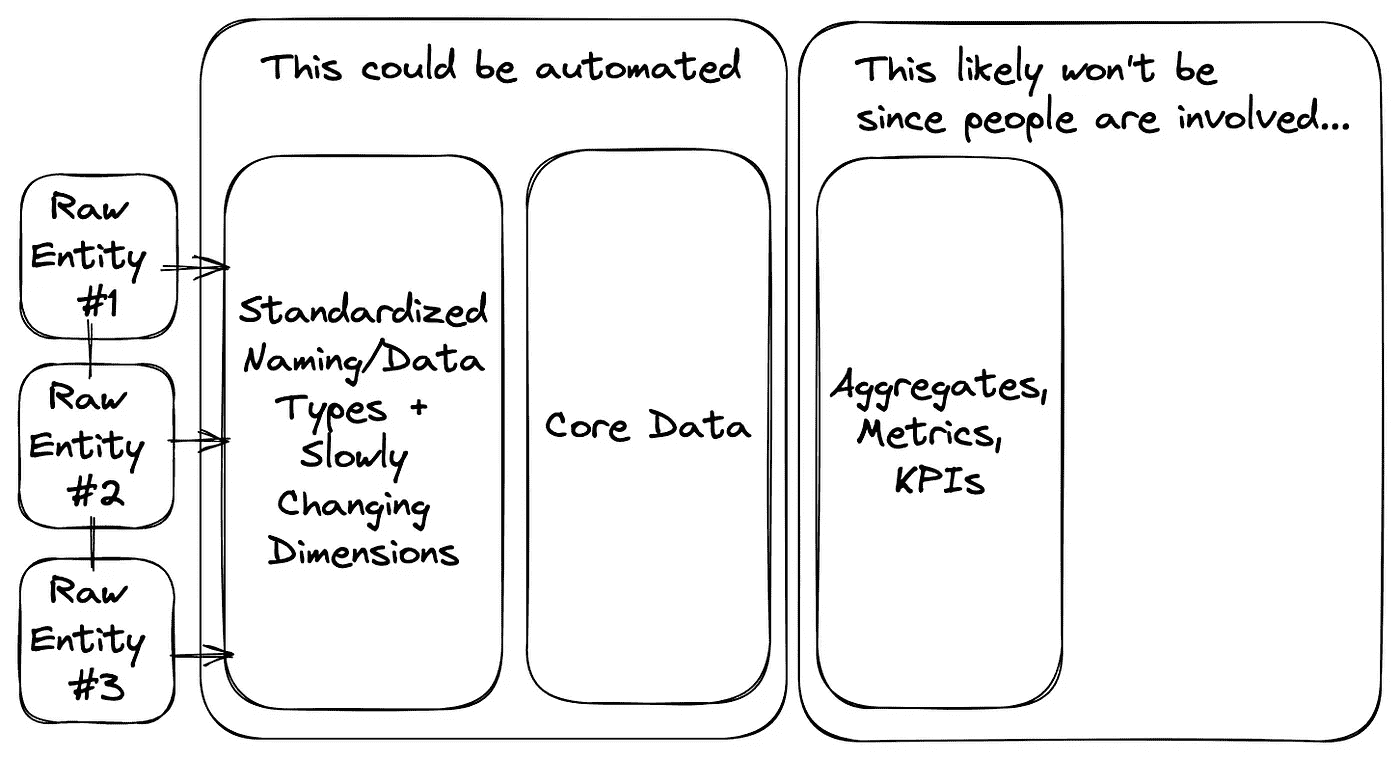 This could be automated
This likely won't be
since people are involved...
Raw
Entity
#1
Raw
Entity
#2
Raw
Entity
#3
Standardized
Naming/Data
Types +
Slowly
Changing
Dimensions
Core Data
Aggregates,
Metrics,
KPIs